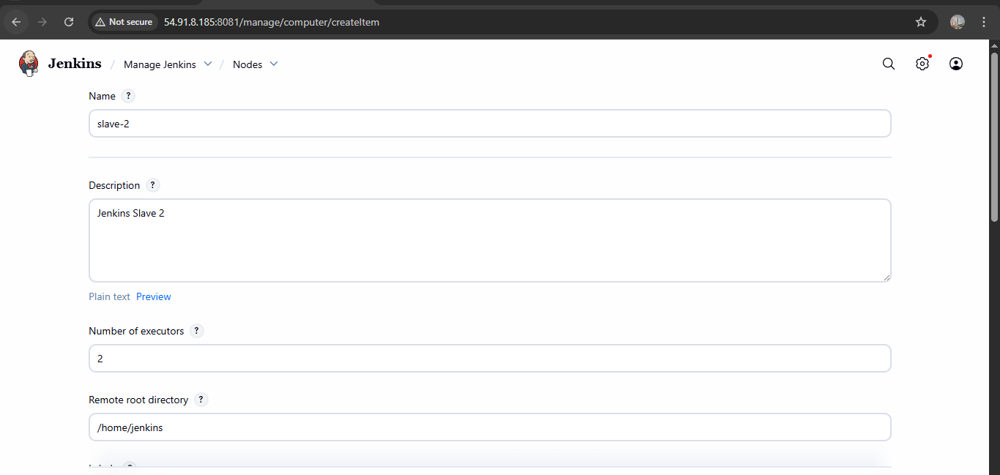 Not secure 54.91.8.185:8081/manage/computer/createItem
Jenkins / Manage Jenkins / Nodes
Name ?
slave-2
Description ?
Jenkins Slave 2
Plain text Preview
Number of executors ?
2
Remote root directory ?
/home/jenkins